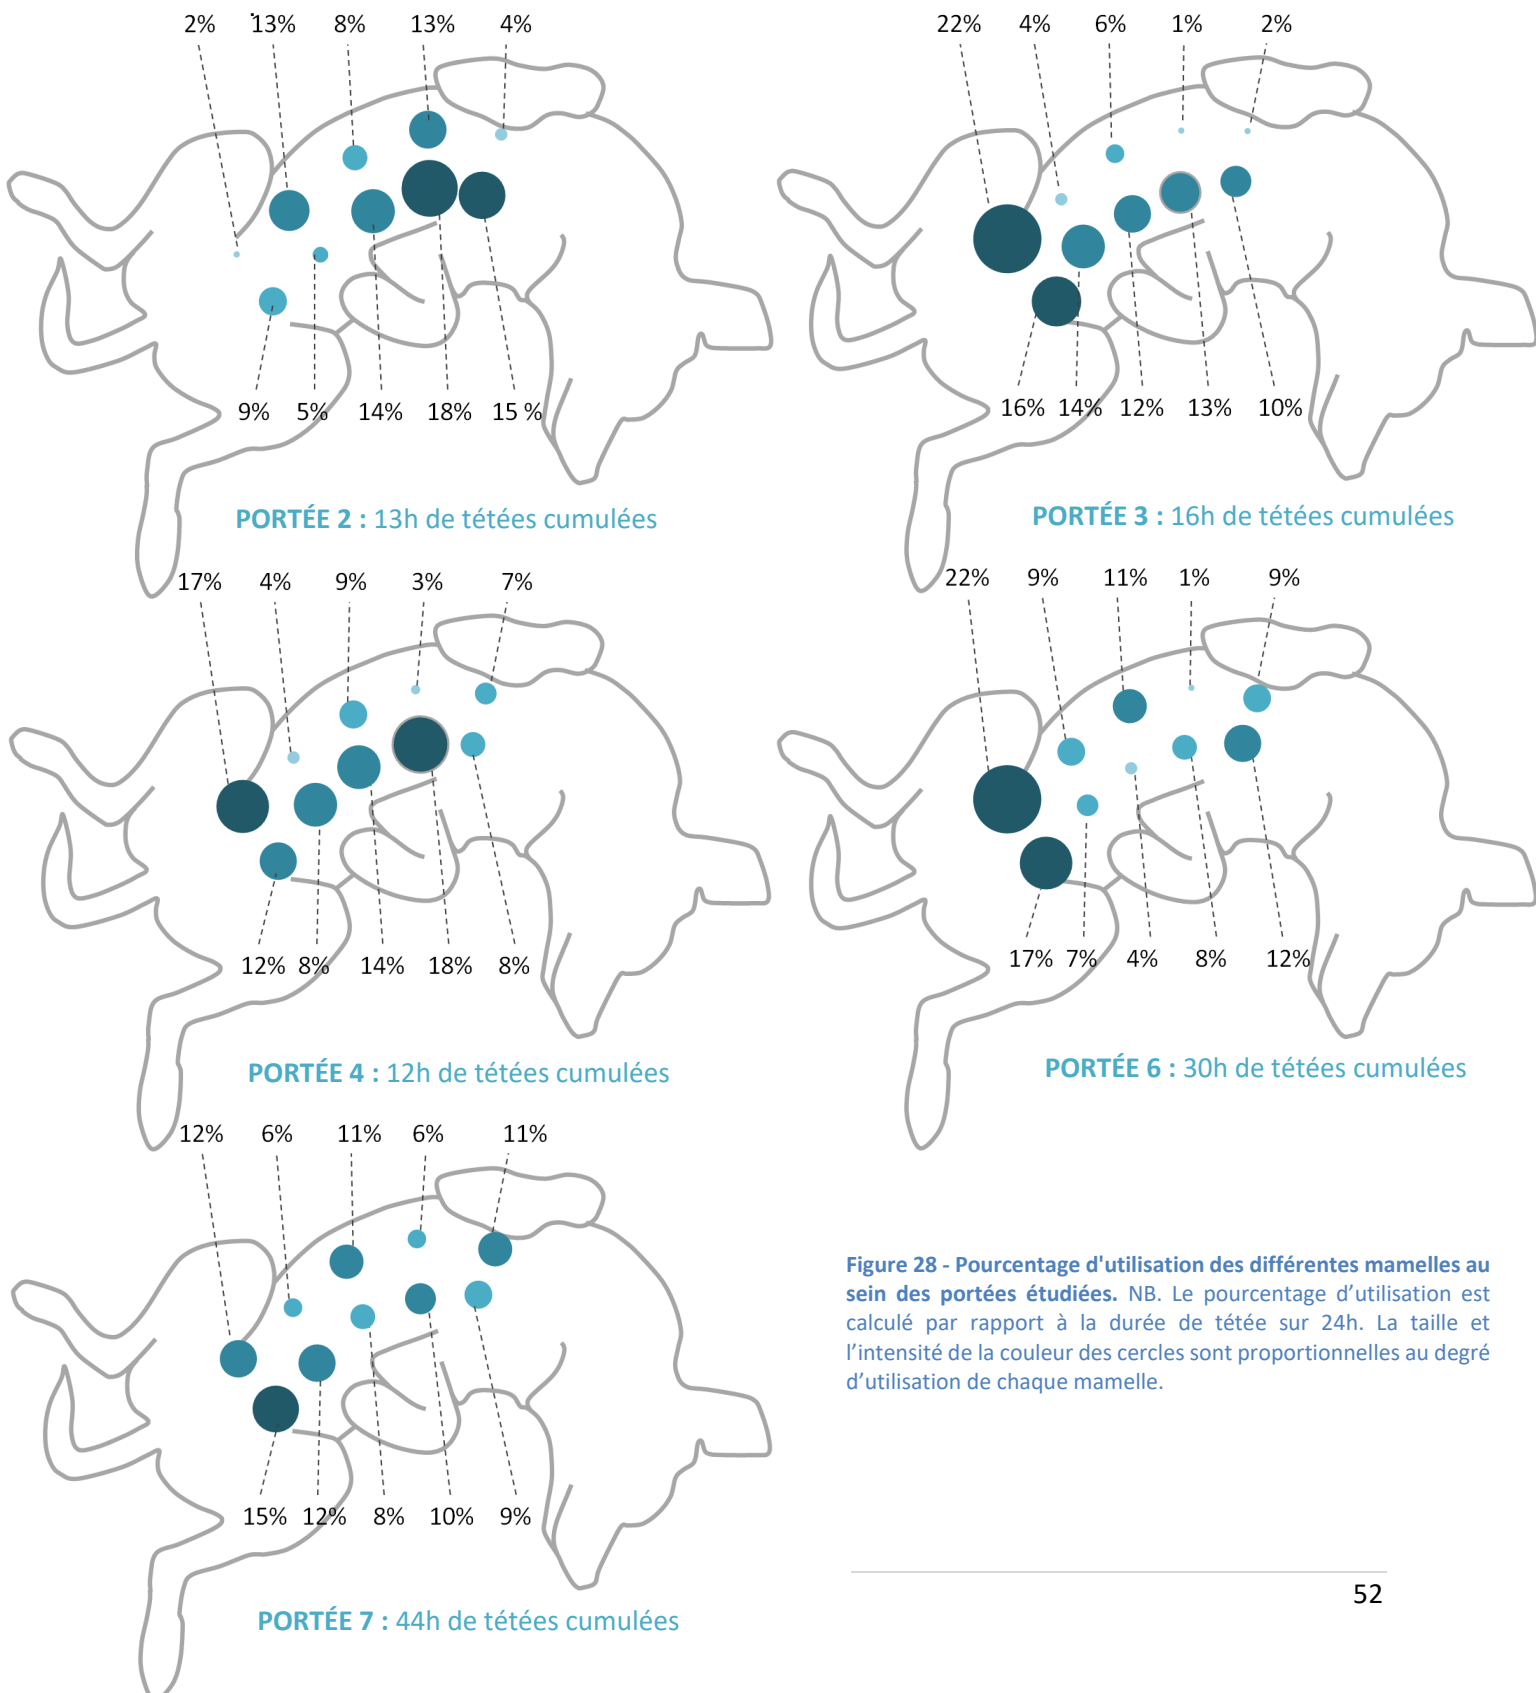 2% 13% 8% 13% 4%
9% 5% 14% 18% 15 %
PORTÉE 2 : 13h de tétées cumulées
22% 4% 6% 1% 2%
16% 14% 12% 13% 10%
PORTÉE 3 : 16h de tétées cumulées
17% 4% 9% 3% 7%
12% 8% 14% 18% 8%
PORTÉE 4 : 12h de tétées cumulées
22% 9% 11% 1% 9%
17% 7% 4% 8% 12%
PORTÉE 6 : 30h de tétées cumulées
12% 6% 11% 6% 11%
15% 12% 8% 10% 9%
PORTÉE 7 : 44h de tétées cumulées
Figure 28 - Pourcentage d'utilisation des différentes mamelles au
sein des portées étudiées. NB. Le pourcentage d’utilisation est
calculé par rapport à la durée de tétée sur 24h. La taille et
l’intensité de la couleur des cercles sont proportionnelles au degré
d’utilisation de chaque mamelle.
52